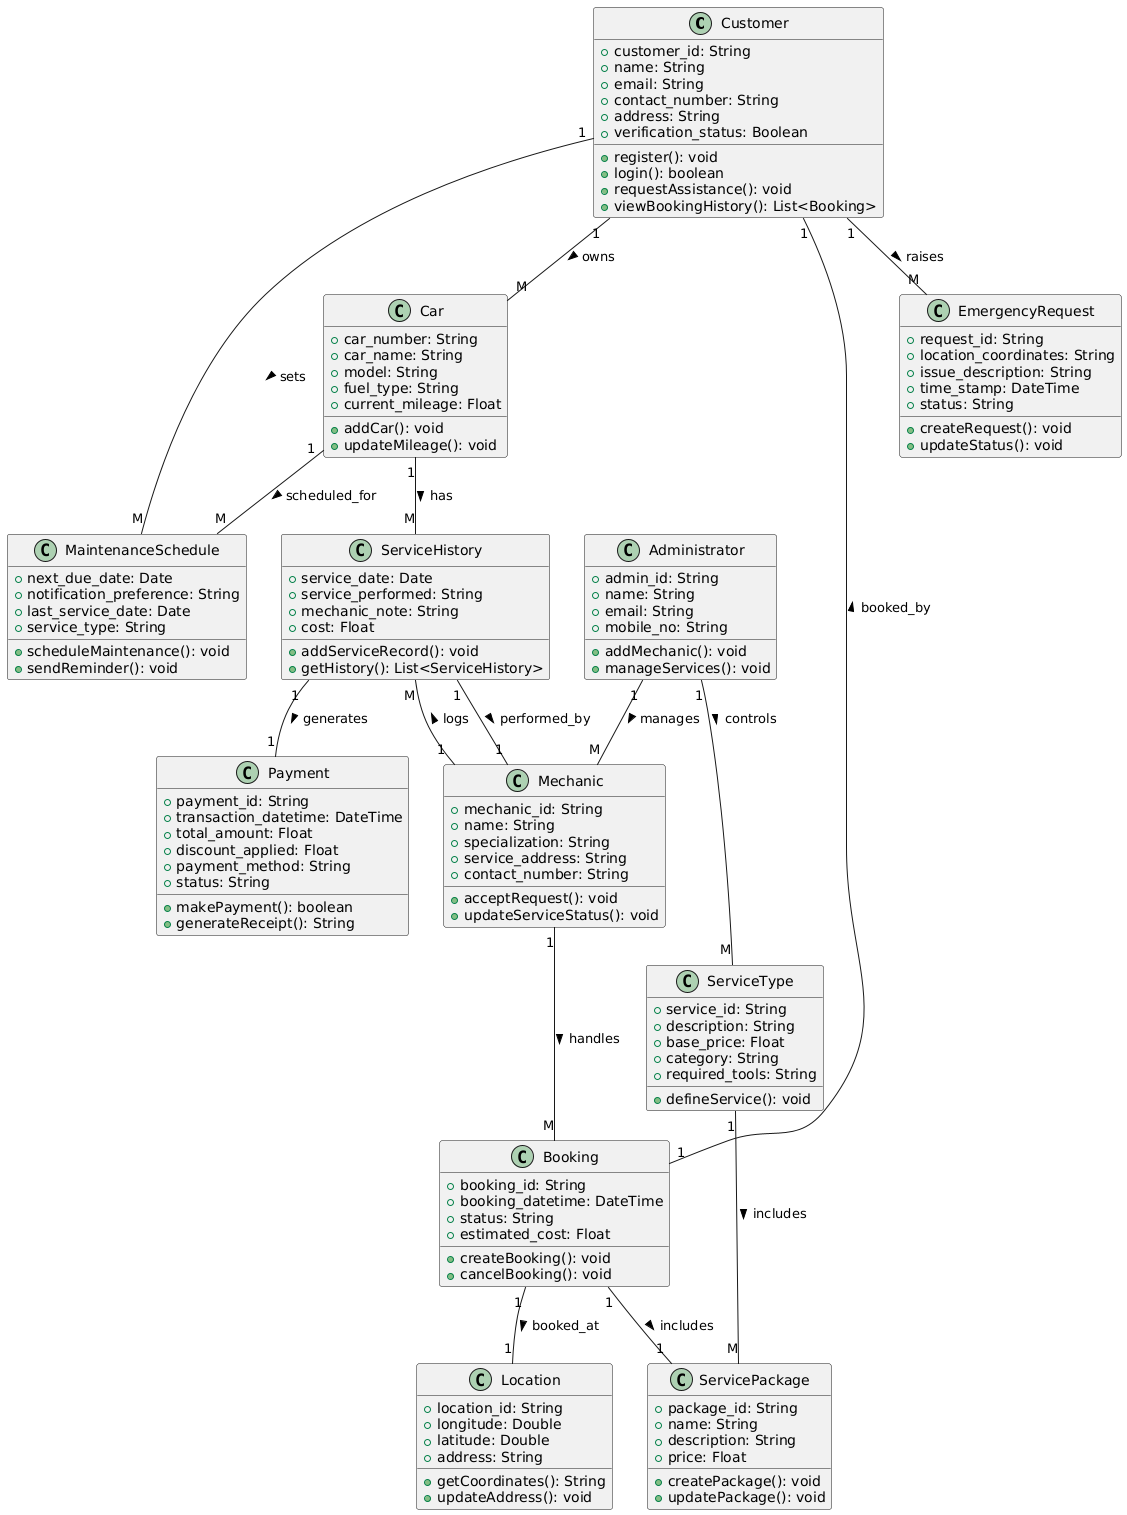 C Customer
customer_id: String
name: String
email: String
contact_number: String
address: String
verification_status: Boolean
register(): void
login(): boolean
requestAssistance(): void
viewBookingHistory(): List<Booking>
1
1
1
1
owns
raises
M
M
C Car
car_number: String
car_name: String
model: String
fuel_type: String
current_mileage: Float
addCar(): void
updateMileage(): void
C EmergencyRequest
request_id: String
location_coordinates: String
issue_description: String
time_stamp: DateTime
status: String
createRequest(): void
updateStatus(): void
sets
1
1
scheduled_for
has
M
M
M
C MaintenanceSchedule
next_due_date: Date
notification_preference: String
last_service_date: Date
service_type: String
scheduleMaintenance(): void
sendReminder(): void
C ServiceHistory
service_date: Date
service_performed: String
mechanic_note: String
cost: Float
addServiceRecord(): void
getHistory(): List<ServiceHistory>
C Administrator
admin_id: String
name: String
email: String
mobile_no: String
addMechanic(): void
manageServices(): void
booked_by
1
M
1
1
1
generates
logs
performed_by
manages
controls
1
1
1
M
C Payment
payment_id: String
transaction_datetime: DateTime
total_amount: Float
discount_applied: Float
payment_method: String
status: String
makePayment(): boolean
generateReceipt(): String
C Mechanic
mechanic_id: String
name: String
specialization: String
service_address: String
contact_number: String
acceptRequest(): void
updateServiceStatus(): void
1
M
C ServiceType
service_id: String
description: String
base_price: Float
category: String
required_tools: String
defineService(): void
handles
M
1
1
C Booking
booking_id: String
booking_datetime: DateTime
status: String
estimated_cost: Float
createBooking(): void
cancelBooking(): void
includes
1
1
booked_at
includes
1
1
M
C Location
location_id: String
longitude: Double
latitude: Double
address: String
getCoordinates(): String
updateAddress(): void
C ServicePackage
package_id: String
name: String
description: String
price: Float
createPackage(): void
updatePackage(): void